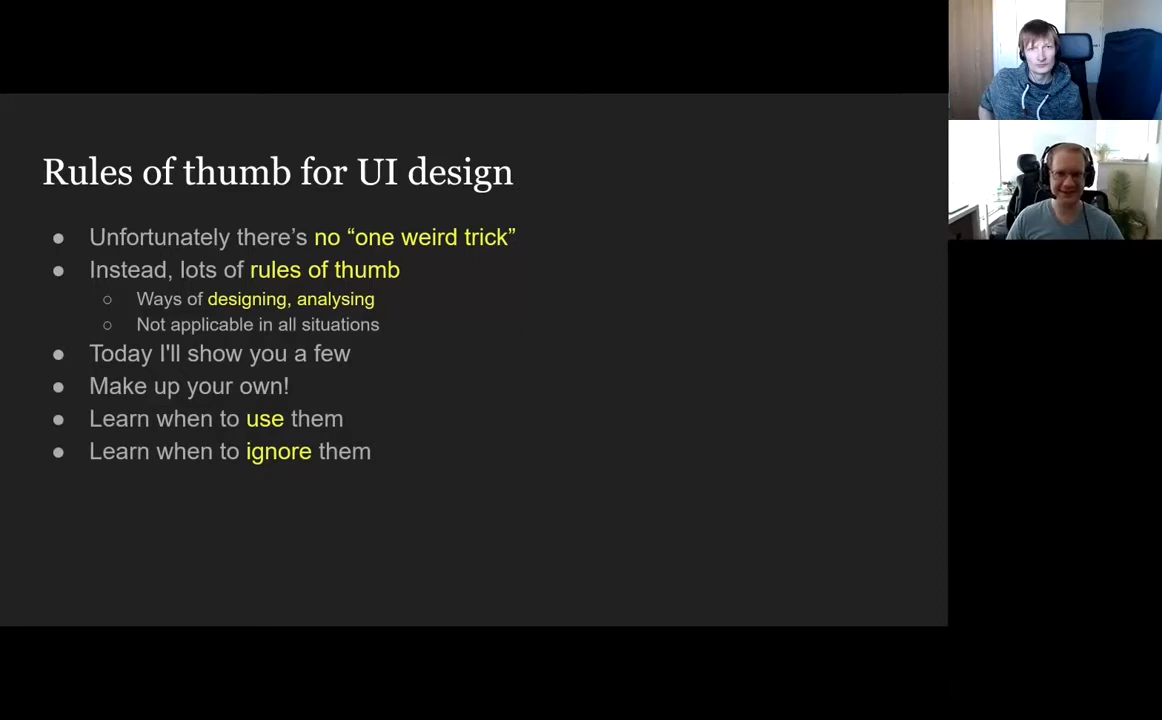 Rules of thumb for UI design
● Unfortunately there’s no “one weird trick”
● Instead, lots of rules of thumb
○ Ways of designing, analysing
○ Not applicable in all situations
● Today I'll show you a few
● Make up your own!
● Learn when to use them
● Learn when to ignore them